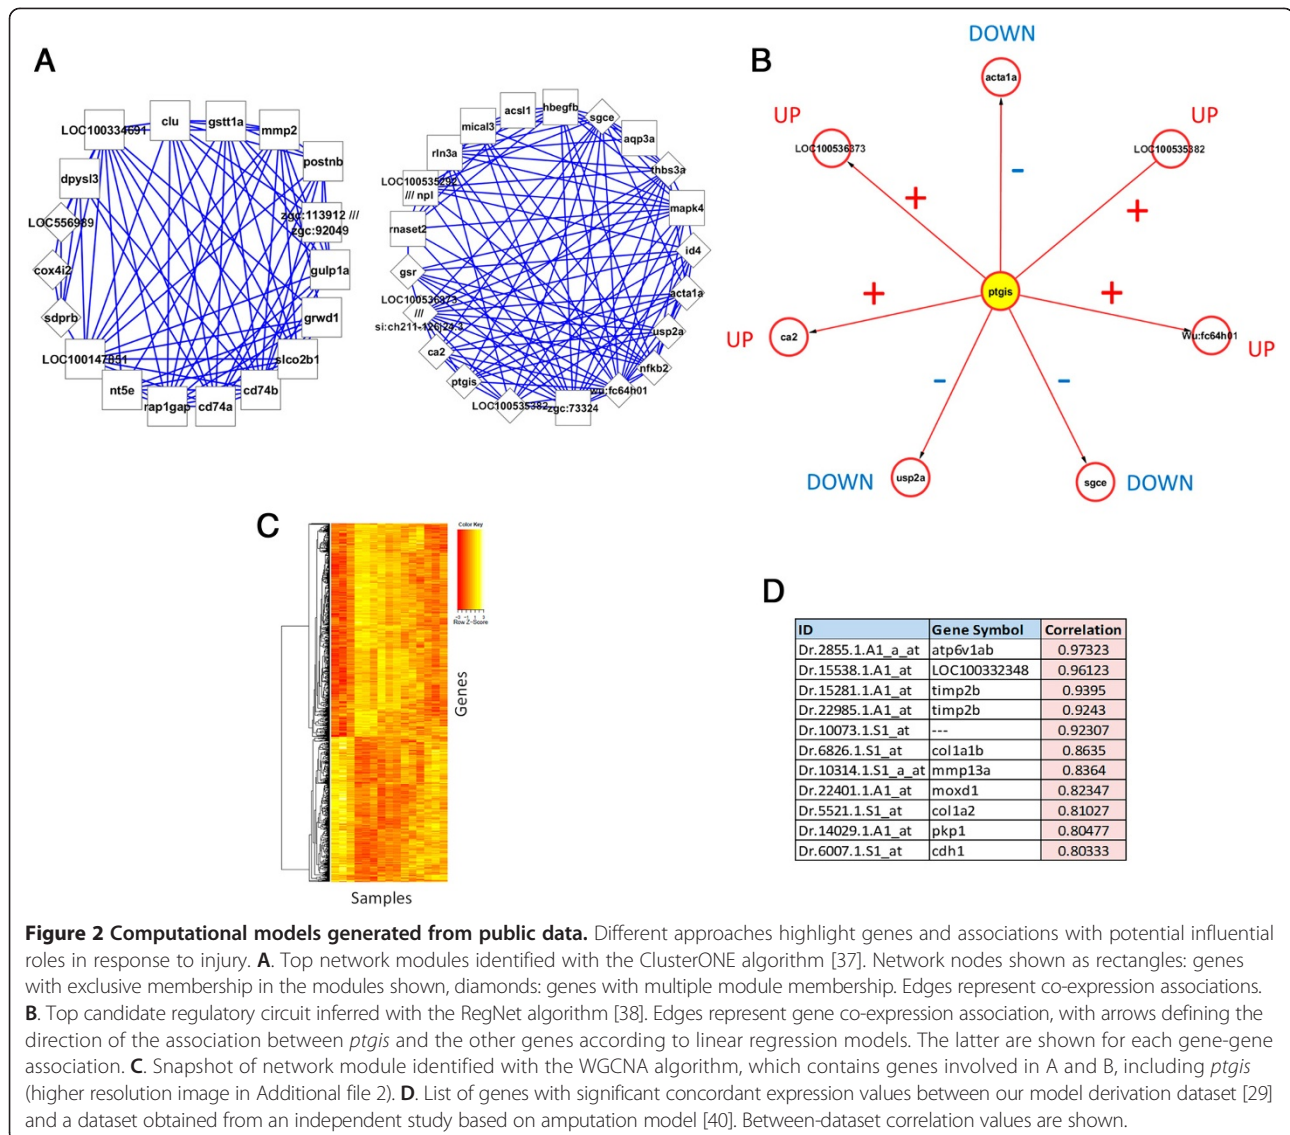 A
LOC100334691
clu
gstt1a
mmp2
postnb
dpysl3
zgc:113912 ///
zgc:92049
LOC556989
gulp1a
cox4i2
sdprb
grwd1
LOC100147951
slco2b1
nt5e
cd74b
rap1gap
cd74a
hbegfb
acsl1
sgce
mical3
aqp3a
rln3a
thbs3a
LOC100535292
/// npl
mapk4
rnaset2
id4
gsr
acta1a
LOC100536373
///
si:ch211-126j24.3
usp2a
ca2
nfkb2
ptgis
wu:fc64h01
LOC100535382
zgc:73324
B
DOWN
acta1a
UP
LOC100536373
UP
LOC100535382
−
+
+
ptgis
+
+
UP
ca2
Wu:fc64h01
UP
−
−
DOWN
usp2a
sgce
DOWN
C
Color Key
Row Z-Score
Genes
Samples
D
ID Gene Symbol Correlation
Dr.2855.1.A1_a_at atp6v1ab 0.97323
Dr.15538.1.A1_at LOC100332348 0.96123
Dr.15281.1.A1_at timp2b 0.9395
Dr.22985.1.A1_at timp2b 0.9243
Dr.10073.1.S1_at --- 0.92307
Dr.6826.1.S1_at col1a1b 0.8635
Dr.10314.1.S1_a_at mmp13a 0.8364
Dr.22401.1.A1_at moxd1 0.82347
Dr.5521.1.S1_at col1a2 0.81027
Dr.14029.1.A1_at pkp1 0.80477
Dr.6007.1.S1_at cdh1 0.80333
Figure 2 Computational models generated from public data. Different approaches highlight genes and associations with potential influential
roles in response to injury. A. Top network modules identified with the ClusterONE algorithm [37]. Network nodes shown as rectangles: genes
with exclusive membership in the modules shown, diamonds: genes with multiple module membership. Edges represent co-expression associations.
B. Top candidate regulatory circuit inferred with the RegNet algorithm [38]. Edges represent gene co-expression association, with arrows defining the
direction of the association between ptgis and the other genes according to linear regression models. The latter are shown for each gene-gene
association. C. Snapshot of network module identified with the WGCNA algorithm, which contains genes involved in A and B, including ptgis
(higher resolution image in Additional file 2). D. List of genes with significant concordant expression values between our model derivation dataset [29]
and a dataset obtained from an independent study based on amputation model [40]. Between-dataset correlation values are shown.